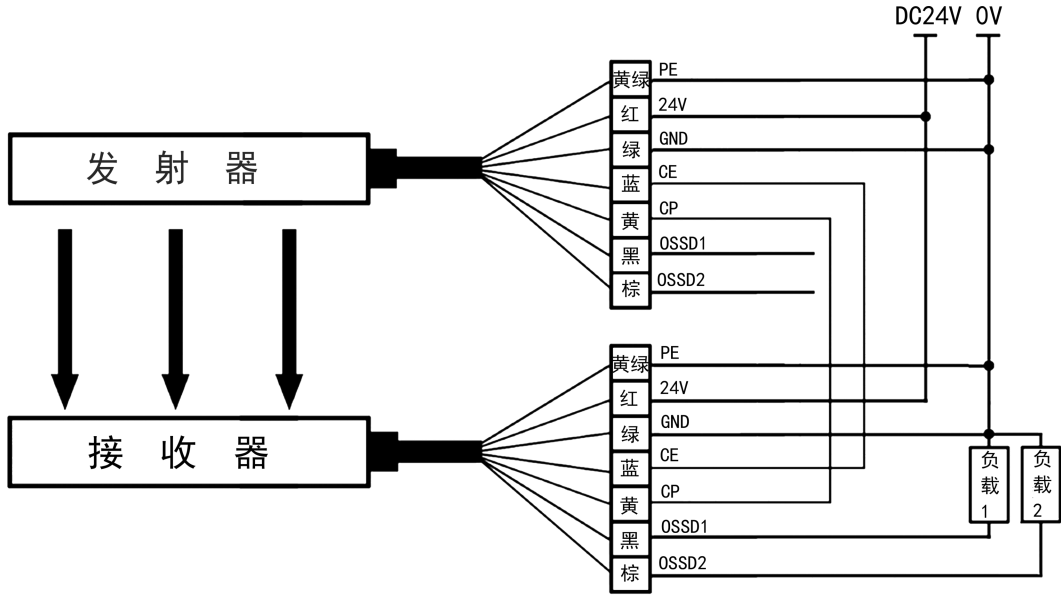 DC24V 0V
黄绿 PE
红 24V
绿 GND
发 射 器
蓝 CE
黄 CP
黑 OSSD1
棕 OSSD2
黄绿 PE
红 24V
绿 GND
接 收 器
蓝 CE
黄 CP
黑 OSSD1
棕 OSSD2
负载1
负载2